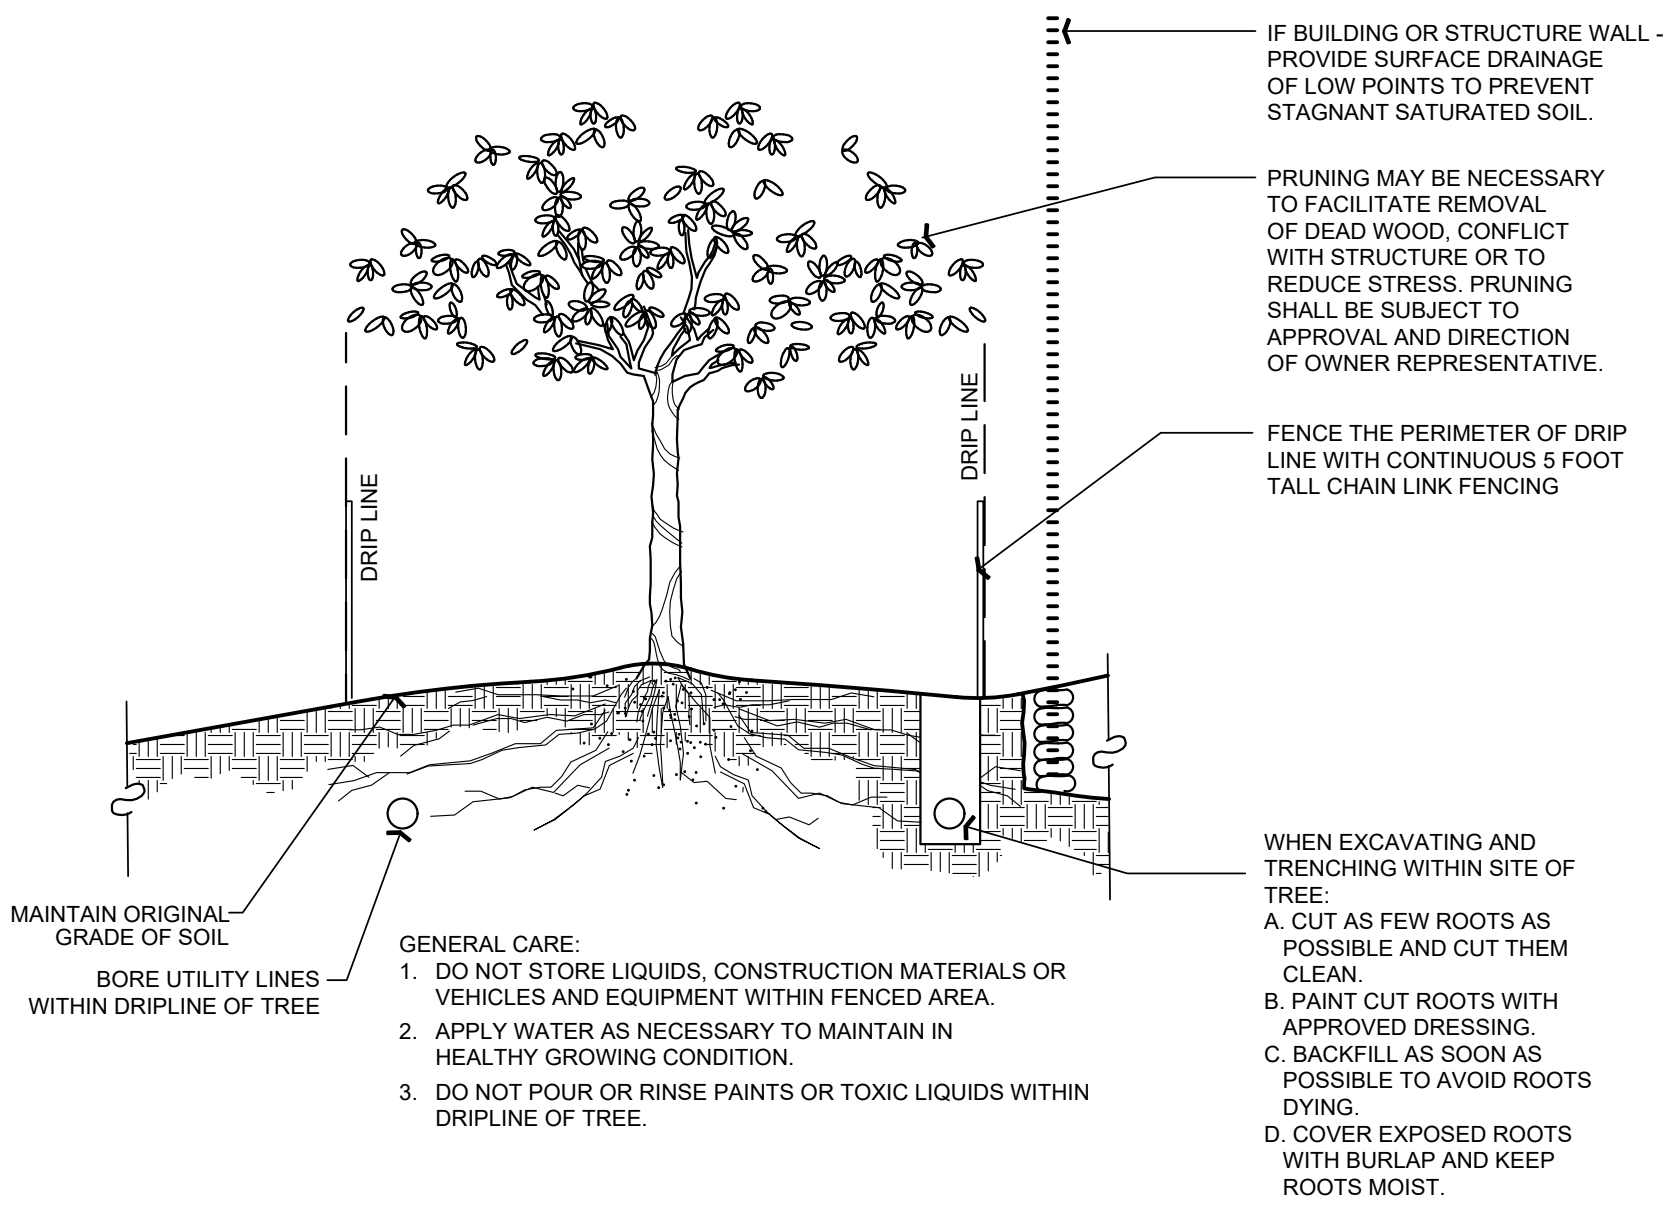 IF BUILDING OR STRUCTURE WALL -
PROVIDE SURFACE DRAINAGE
OF LOW POINTS TO PREVENT
STAGNANT SATURATED SOIL.
PRUNING MAY BE NECESSARY
TO FACILITATE REMOVAL
OF DEAD WOOD, CONFLICT
WITH STRUCTURE OR TO
REDUCE STRESS. PRUNING
SHALL BE SUBJECT TO
APPROVAL AND DIRECTION
OF OWNER REPRESENTATIVE.
FENCE THE PERIMETER OF DRIP
LINE WITH CONTINUOUS 5 FOOT
TALL CHAIN LINK FENCING
DRIP LINE
DRIP LINE
MAINTAIN ORIGINAL
GRADE OF SOIL
BORE UTILITY LINES
WITHIN DRIPLINE OF TREE
GENERAL CARE:
1. DO NOT STORE LIQUIDS, CONSTRUCTION MATERIALS OR
VEHICLES AND EQUIPMENT WITHIN FENCED AREA.
2. APPLY WATER AS NECESSARY TO MAINTAIN IN
HEALTHY GROWING CONDITION.
3. DO NOT POUR OR RINSE PAINTS OR TOXIC LIQUIDS WITHIN
DRIPLINE OF TREE.
WHEN EXCAVATING AND
TRENCHING WITHIN SITE OF
TREE:
A. CUT AS FEW ROOTS AS
POSSIBLE AND CUT THEM
CLEAN.
B. PAINT CUT ROOTS WITH
APPROVED DRESSING.
C. BACKFILL AS SOON AS
POSSIBLE TO AVOID ROOTS
DYING.
D. COVER EXPOSED ROOTS
WITH BURLAP AND KEEP
ROOTS MOIST.